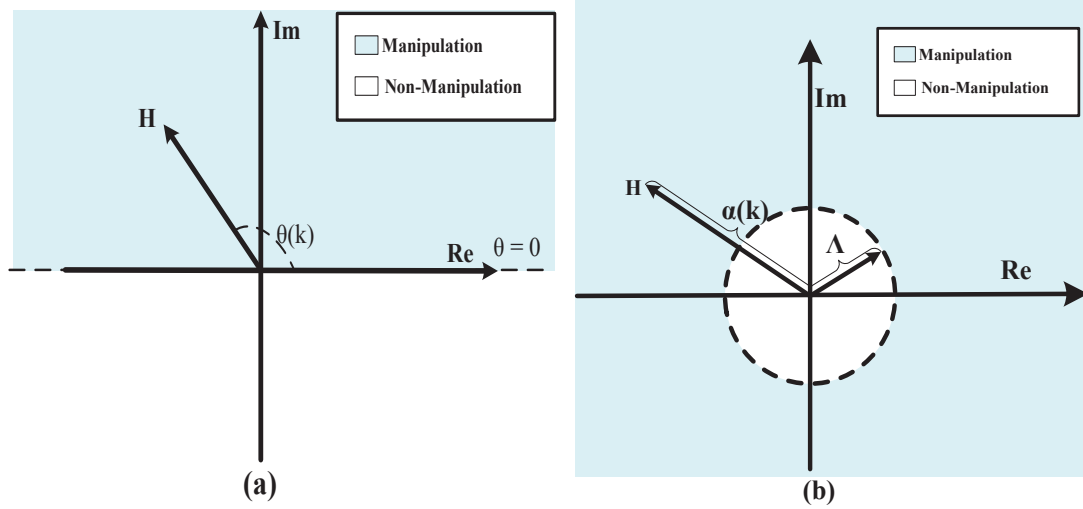 Im
Manipulation
Non-Manipulation
H
θ(k)
Re
θ = 0
(a)
Manipulation
Non-Manipulation
Im
H
α(k)
Λ
Re
(b)